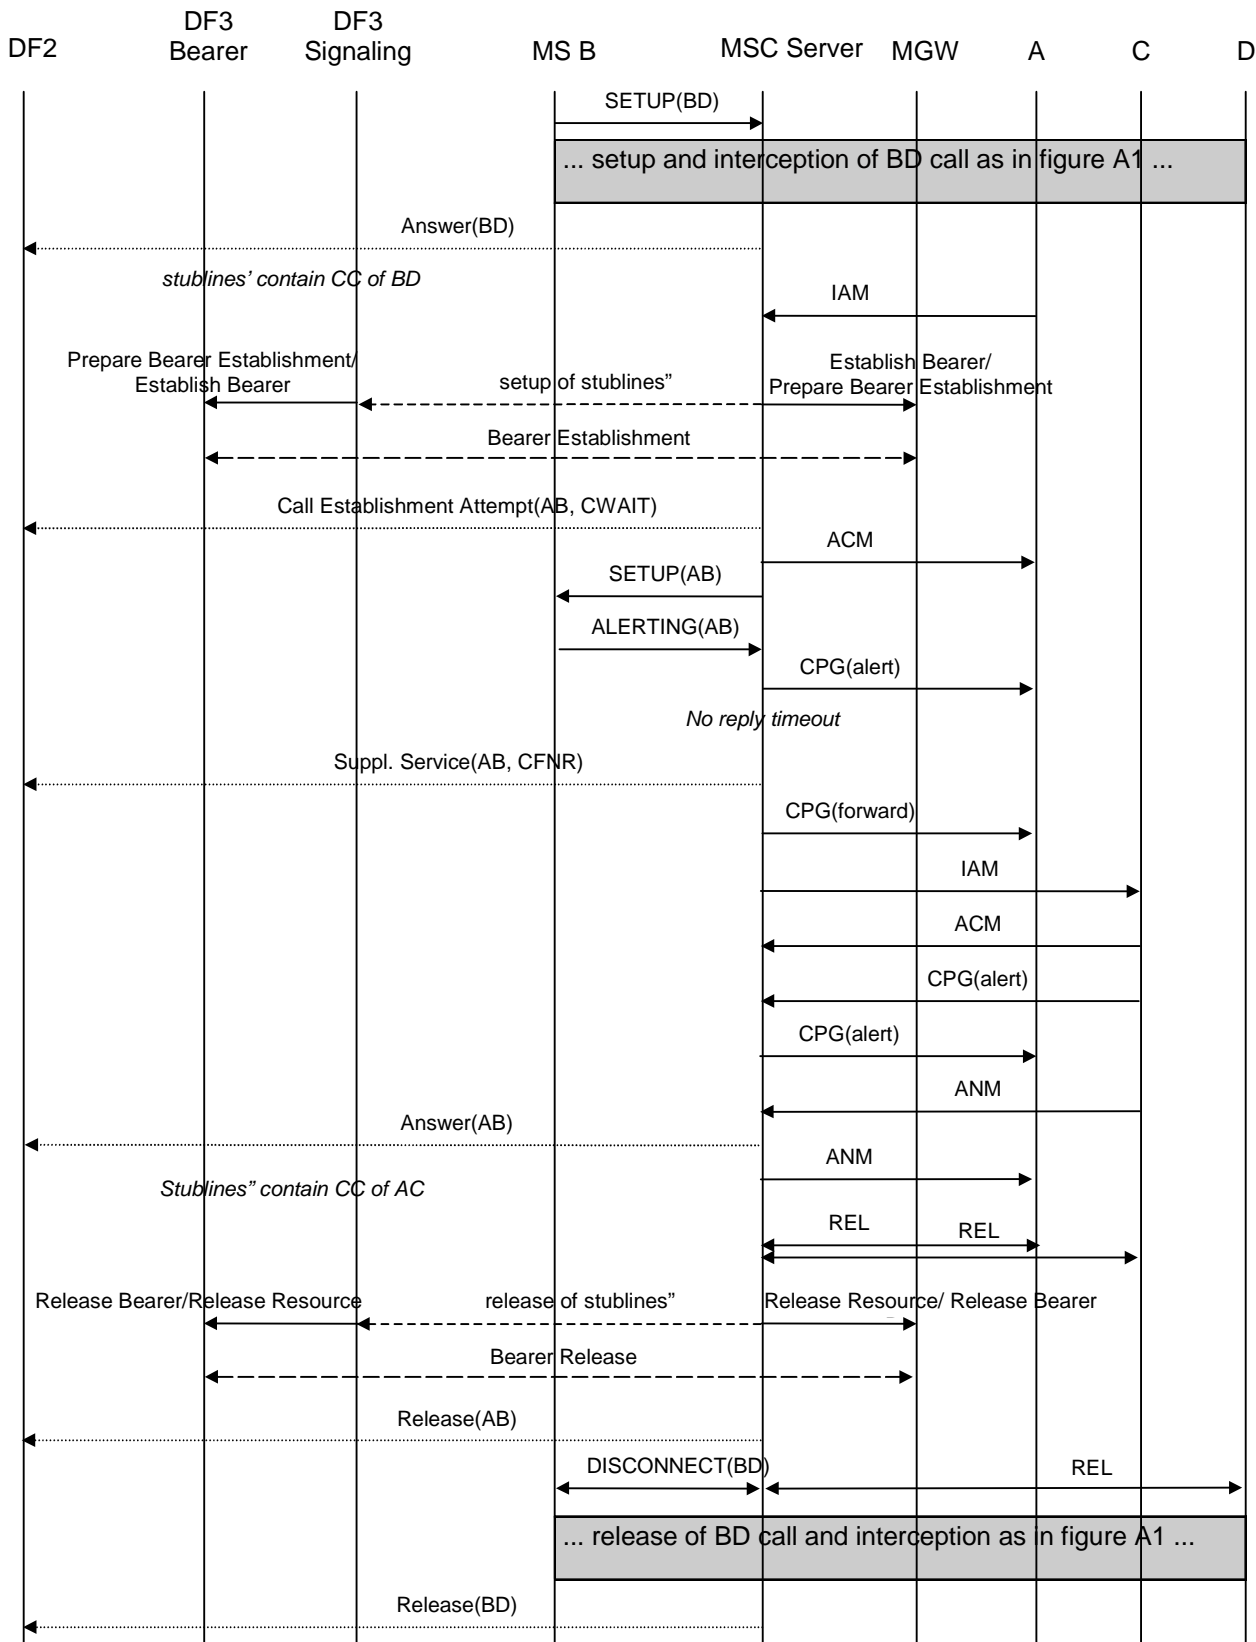 DF2
DF3
Bearer
DF3
Signaling
MS B
MSC Server
MGW
A
C
D
SETUP(BD)
... setup and interception of BD call as in figure A1 ...
Answer(BD)
stublines’ contain CC of BD
IAM
Prepare Bearer Establishment/
Establish Bearer
setup of stublines”
Establish Bearer/
Prepare Bearer Establishment
Bearer Establishment
Call Establishment Attempt(AB, CWAIT)
ACM
SETUP(AB)
ALERTING(AB)
CPG(alert)
No reply timeout
Suppl. Service(AB, CFNR)
CPG(forward)
IAM
ACM
CPG(alert)
CPG(alert)
ANM
Answer(AB)
ANM
Stublines” contain CC of AC
REL
REL
Release Bearer/Release Resource
release of stublines”
Release Resource/ Release Bearer
Bearer Release
Release(AB)
DISCONNECT(BD)
REL
... release of BD call and interception as in figure A1 ...
Release(BD)